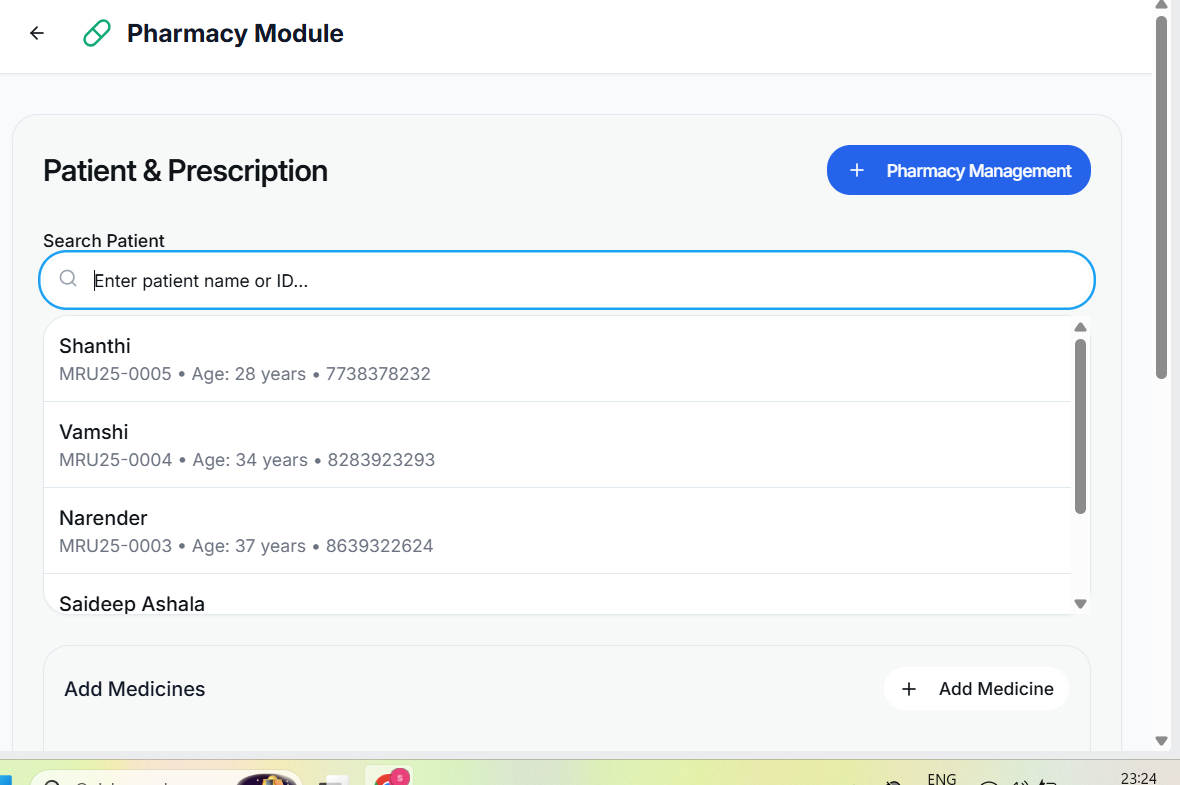 Pharmacy Module
Patient & Prescription
+ Pharmacy Management
Search Patient
Enter patient name or ID...
Shanthi
MRU25-0005 • Age: 28 years • 7738378232
Vamshi
MRU25-0004 • Age: 34 years • 8283923293
Narender
MRU25-0003 • Age: 37 years • 8639322624
Saideep Ashala
Add Medicines
+ Add Medicine
S
ENG
23:24